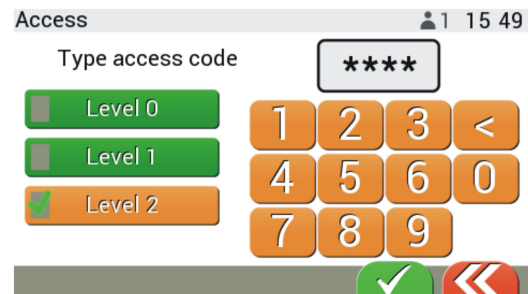 Access 1 15 49
Type access code ****
Level 0
Level 1
Level 2
1 2 3 <
4 5 6 0
7 8 9